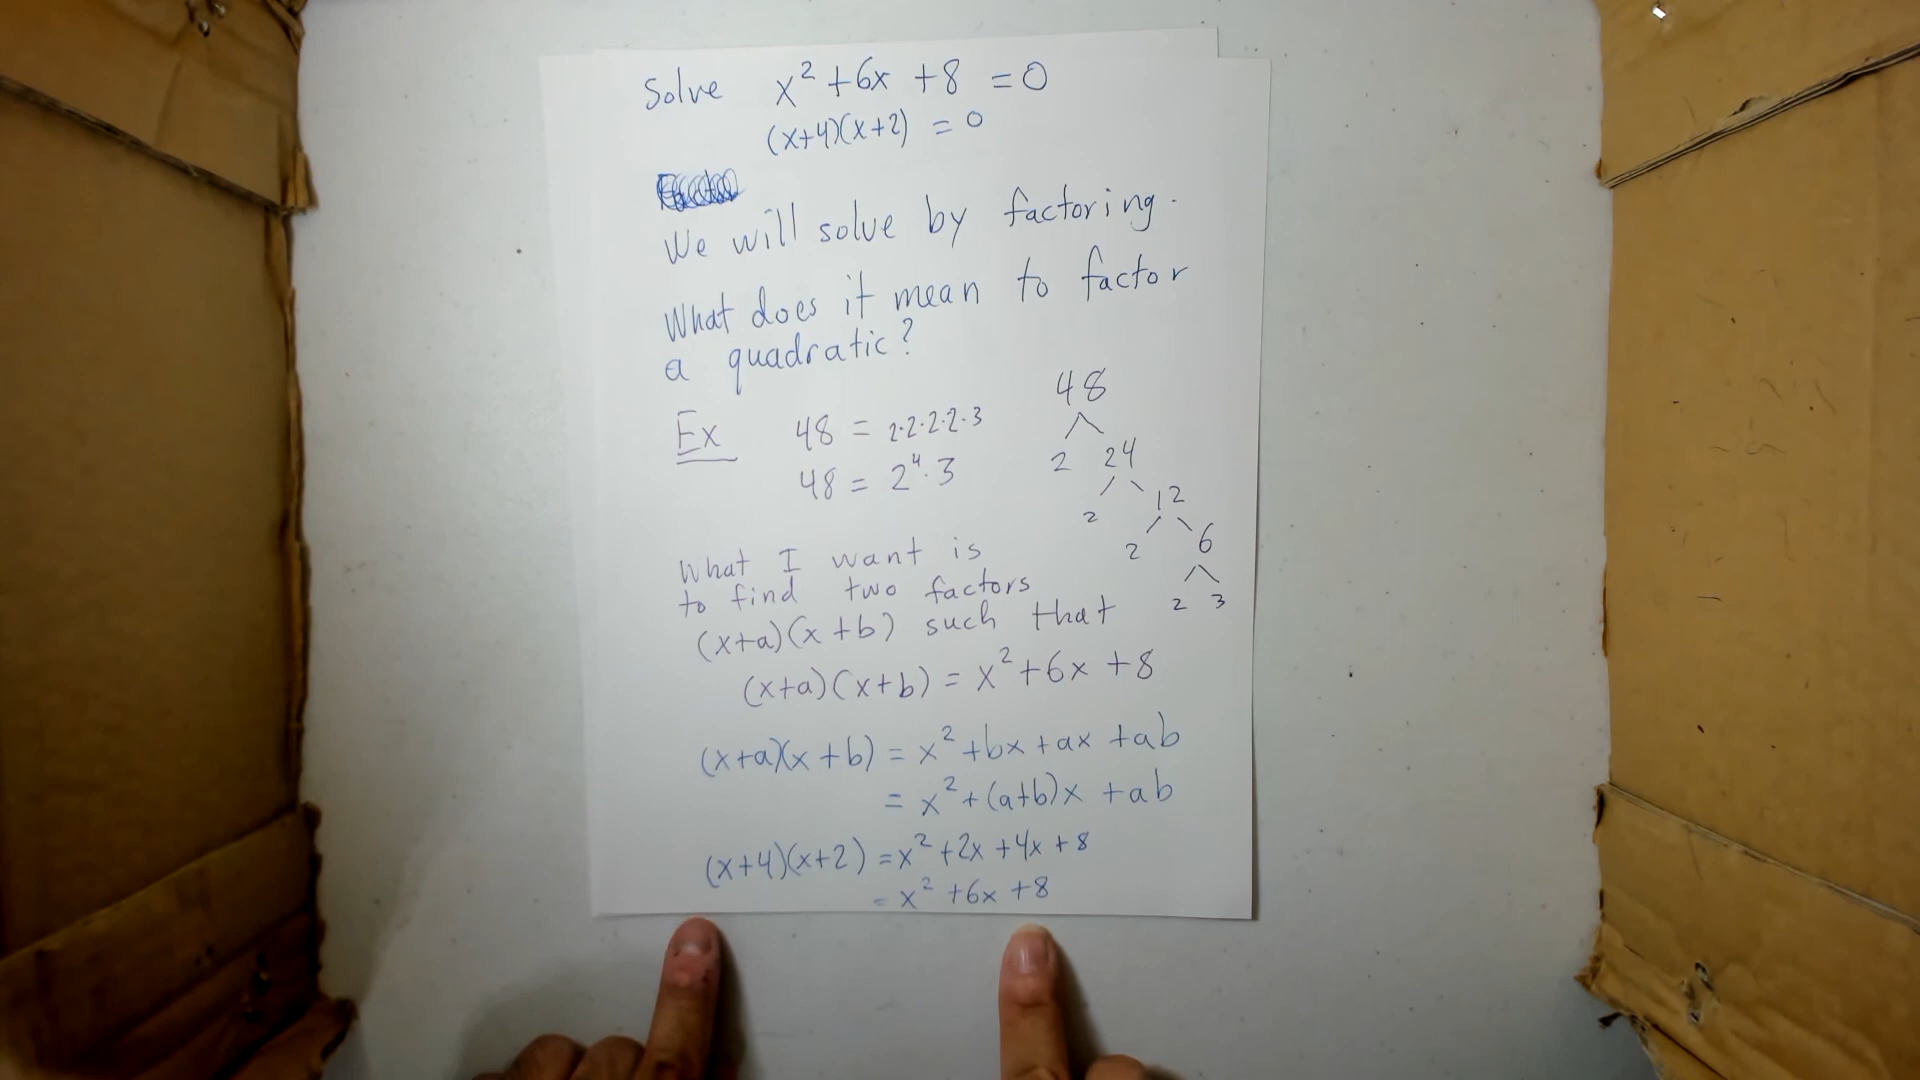 Solve x² + 6x + 8 = 0
(x+4)(x+2) = 0
We will solve by factoring.
What does it mean to factor
a quadratic?
Ex 48 = 2·2·2·2·3
48 = 2⁴·3
48
2 24
2 12
2 6
2 3
What I want is
to find two factors
(x+a)(x+b) such that
(x+a)(x+b) = x² + 6x + 8
(x+a)(x+b) = x² + bx + ax + ab
= x² + (a+b)x + ab
(x+4)(x+2) = x² + 2x + 4x + 8
= x² + 6x + 8